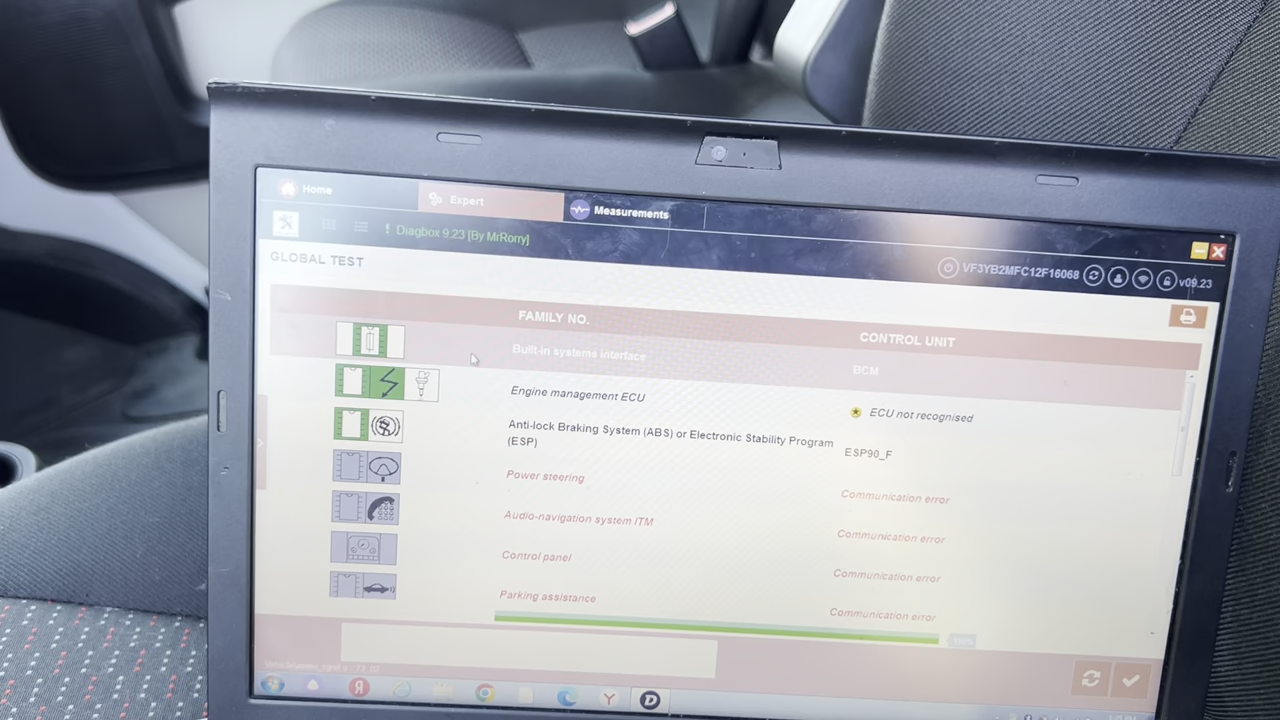 Home
Expert
Measurements
! Diagbox 9.23 [By MrRorry]
GLOBAL TEST
VF3YB2MFC12F16068
v09.23
FAMILY NO.
CONTROL UNIT
Built-in systems interface
BCM
Engine management ECU
ECU not recognised
Anti-lock Braking System (ABS) or Electronic Stability Program
(ESP)
ESP90_F
Power steering
Communication error
Audio-navigation system ITM
Communication error
Control panel
Communication error
Parking assistance
Communication error